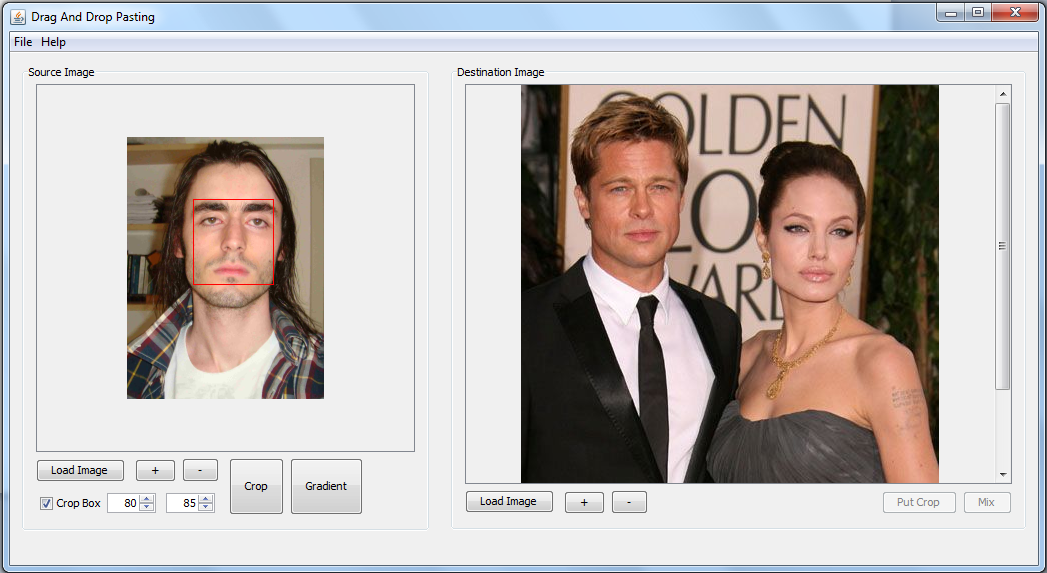 Drag And Drop Pasting
File Help
Source Image
Destination Image
GOLDEN
LO
WARD
Load Image + -
Crop Gradient
Crop Box 80 85
Load Image + -
Put Crop Mix